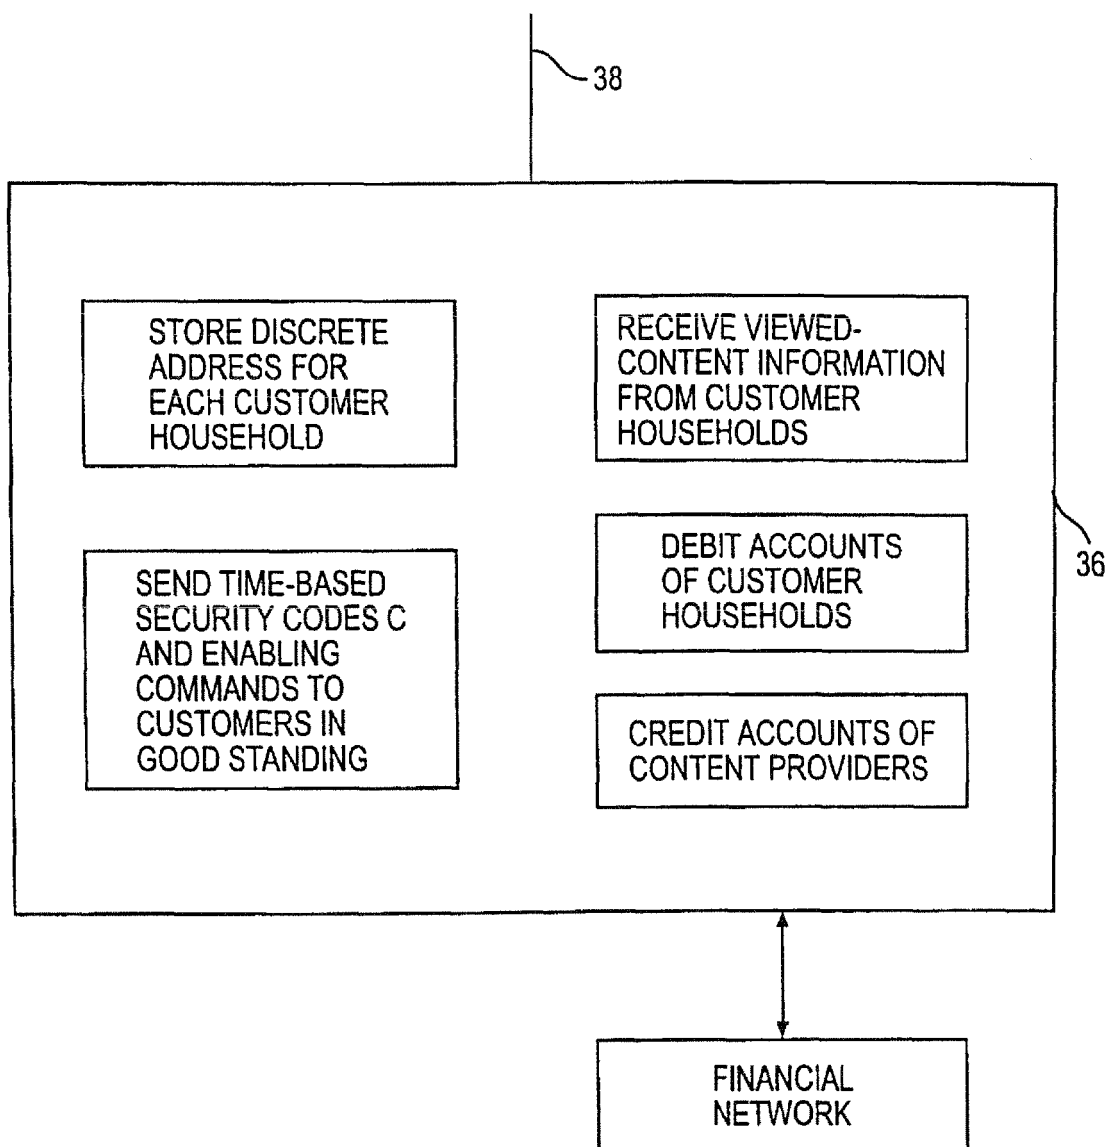 38
STORE DISCRETE
ADDRESS FOR
EACH CUSTOMER
HOUSEHOLD
SEND TIME-BASED
SECURITY CODES C
AND ENABLING
COMMANDS TO
CUSTOMERS IN
GOOD STANDING
RECEIVE VIEWED-
CONTENT INFORMATION
FROM CUSTOMER
HOUSEHOLDS
DEBIT ACCOUNTS
OF CUSTOMER
HOUSEHOLDS
CREDIT ACCOUNTS OF
CONTENT PROVIDERS
36
FINANCIAL
NETWORK